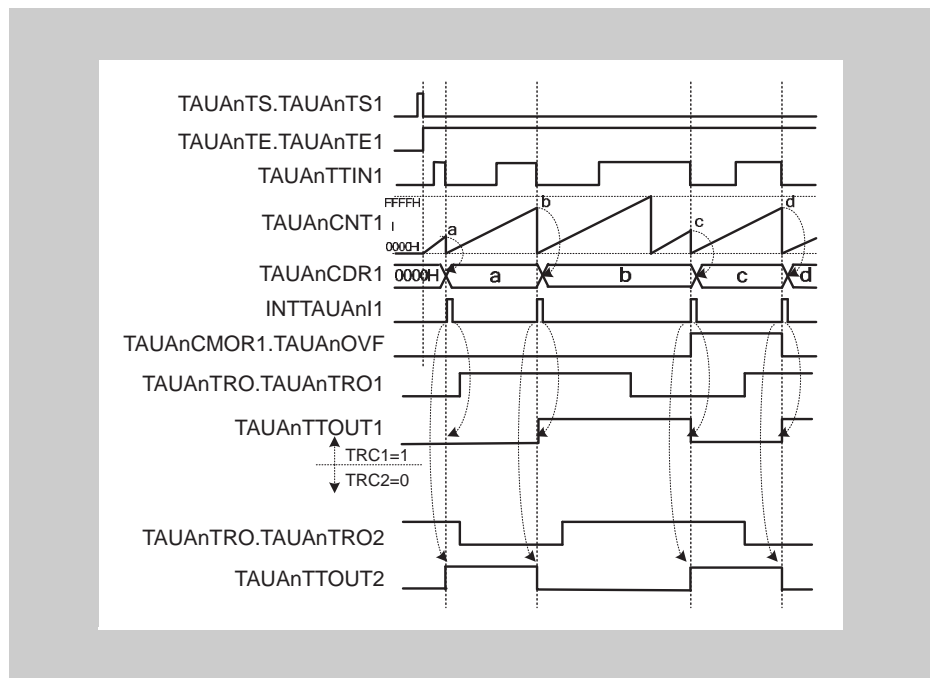 TAUAnTS.TAUAnTS1
TAUAnTE.TAUAnTE1
TAUAnTTIN1
FFFFH
TAUAnCNT1
0000H
a
b
c
d
TAUAnCDR1
0000H
a
b
c
d
INTTAUAnI1
TAUAnCMOR1.TAUAnOVF
TAUAnTRO.TAUAnTRO1
TAUAnTTOUT1
TRC1=1
TRC2=0
TAUAnTRO.TAUAnTRO2
TAUAnTTOUT2